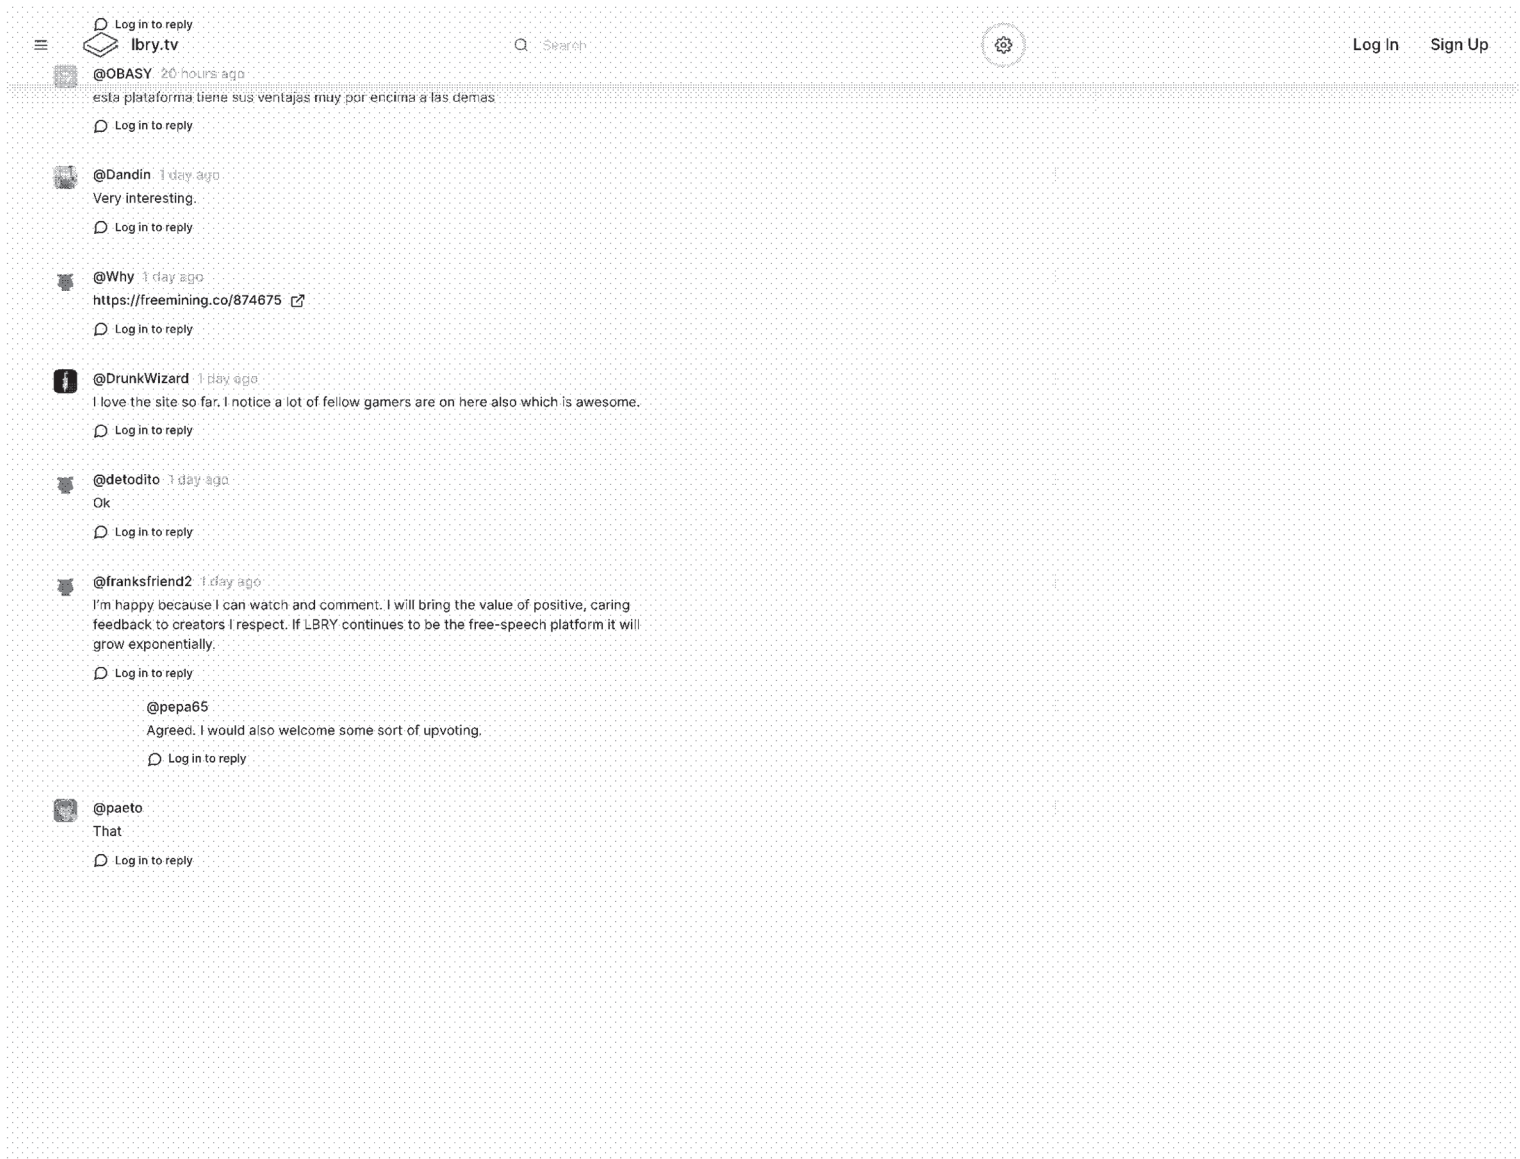 Log in to reply
lbry.tv
Search
Log In
Sign Up
@OBASY 20 hours ago
esta plataforma tiene sus ventajas muy por encima a las demas
Log in to reply
@Dandin 1 day ago
Very interesting.
Log in to reply
@Why 1 day ago
https://freemining.co/874675
Log in to reply
@DrunkWizard 1 day ago
I love the site so far. I notice a lot of fellow gamers are on here also which is awesome.
Log in to reply
@detodito 1 day ago
Ok
Log in to reply
@franksfriend2 1 day ago
I'm happy because I can watch and comment. I will bring the value of positive, caring
feedback to creators I respect. If LBRY continues to be the free-speech platform it will
grow exponentially.
Log in to reply
@pepa65
Agreed. I would also welcome some sort of upvoting.
Log in to reply
@paeto
That
Log in to reply